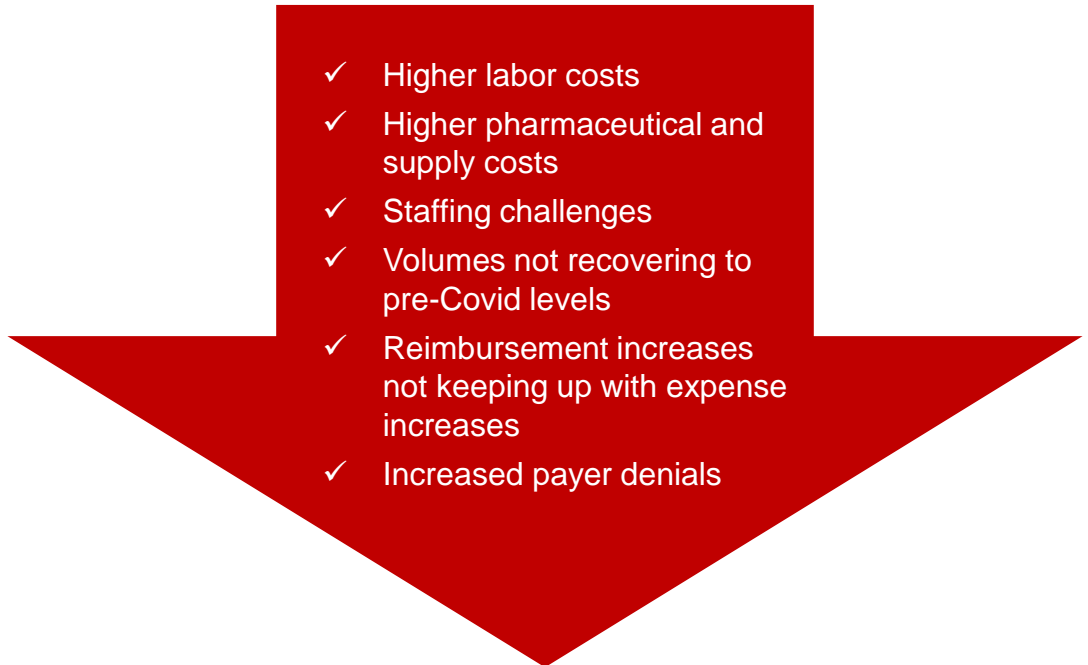 ✓ Higher labor costs
✓ Higher pharmaceutical and
supply costs
✓ Staffing challenges
✓ Volumes not recovering to
pre-Covid levels
✓ Reimbursement increases
not keeping up with expense
increases
✓ Increased payer denials